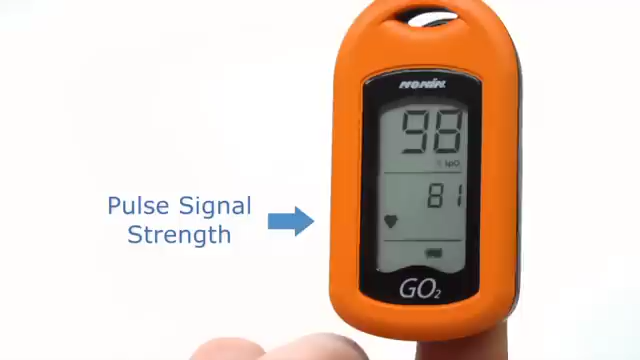 NONIN.
98
% SpO2
Pulse Signal
Strength
81
GO2